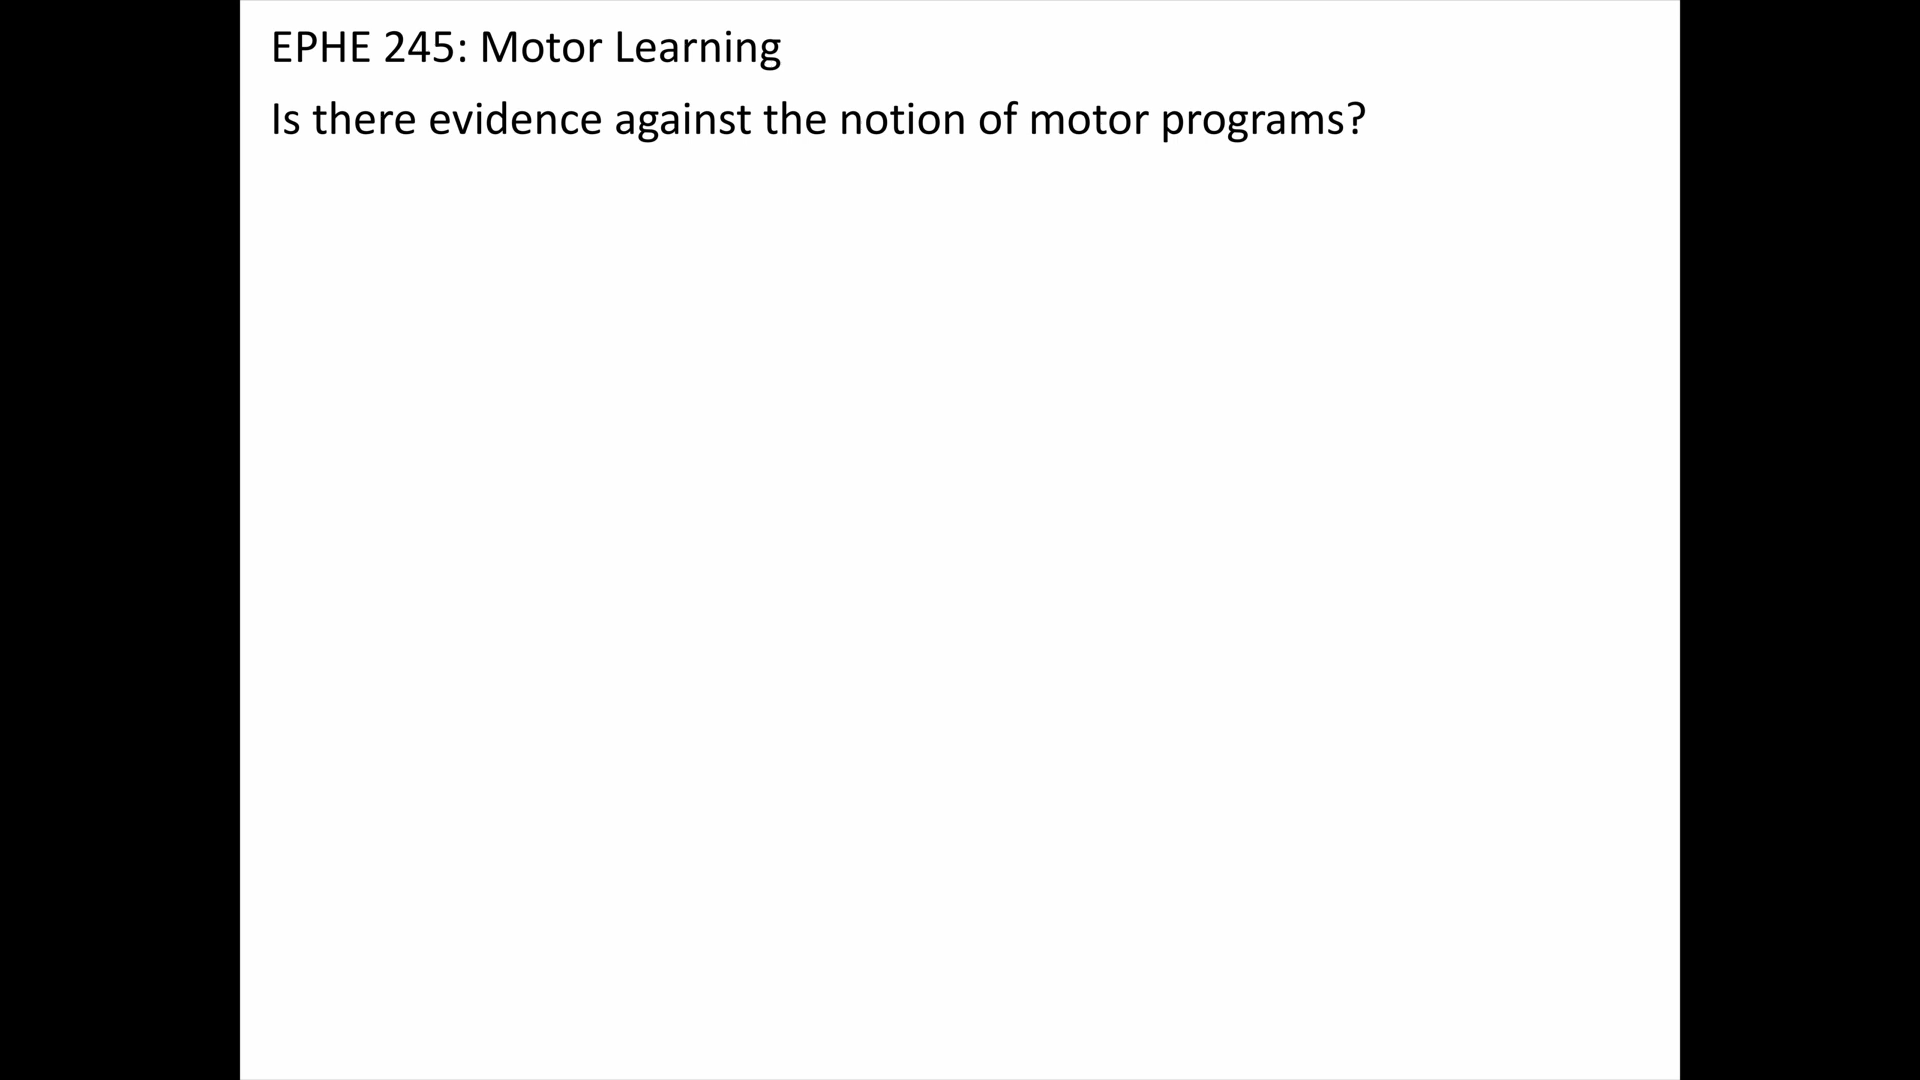 EPHE 245: Motor Learning
Is there evidence against the notion of motor programs?